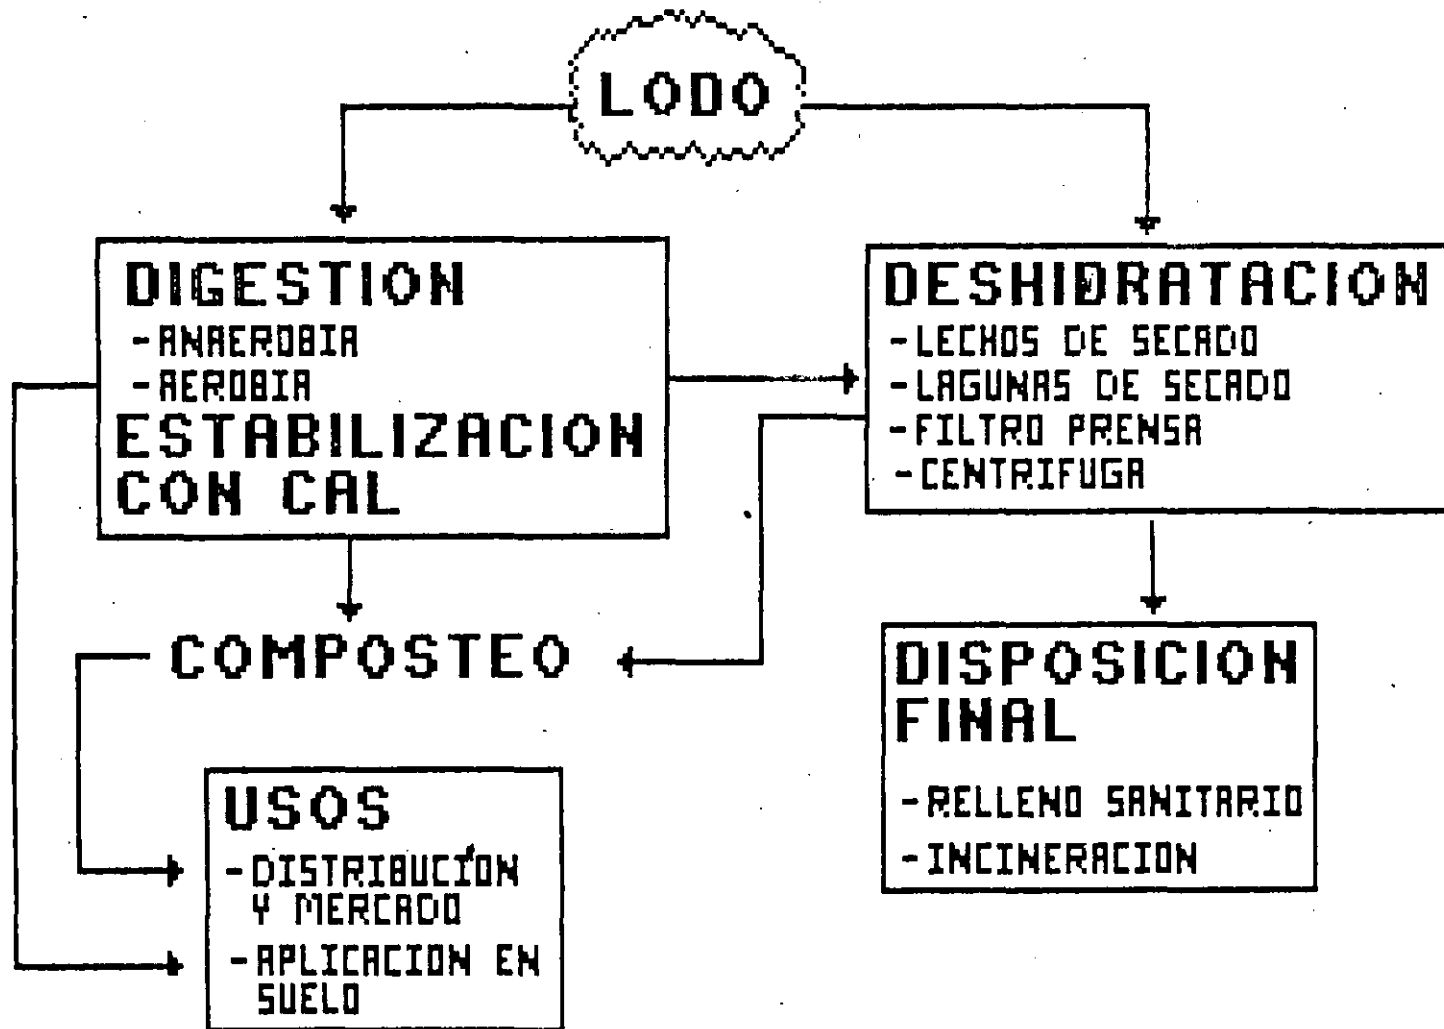 LODO
DIGESTION
-ANAEROBIA
-AEROBIA
ESTABILIZACION
CON CAL
DESHIDRATACION
-LECHOS DE SECADO
-LAGUNAS DE SECADO
-FILTRO PRENSA
-CENTRIFUGA
COMPOSTEO
DISPOSICION
FINAL
-RELLENO SANITARIO
-INCINERACION
USOS
-DISTRIBUCIÓN
Y MERCADO
-APLICACION EN
SUELO